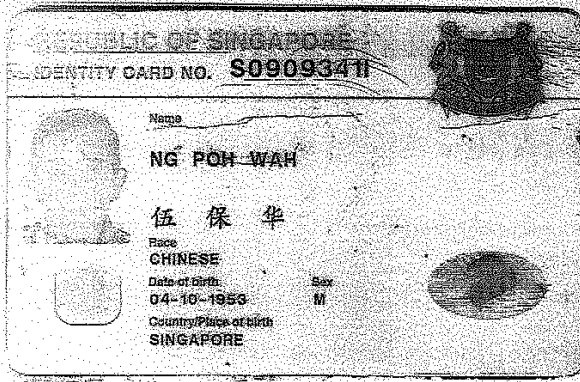 REPUBLIC OF SINGAPORE
IDENTITY CARD NO. S0909341I
Name
NG POH WAH
伍 保 华
Race
CHINESE
Date of birth Sex
04-10-1953 M
Country/Place of birth
SINGAPORE